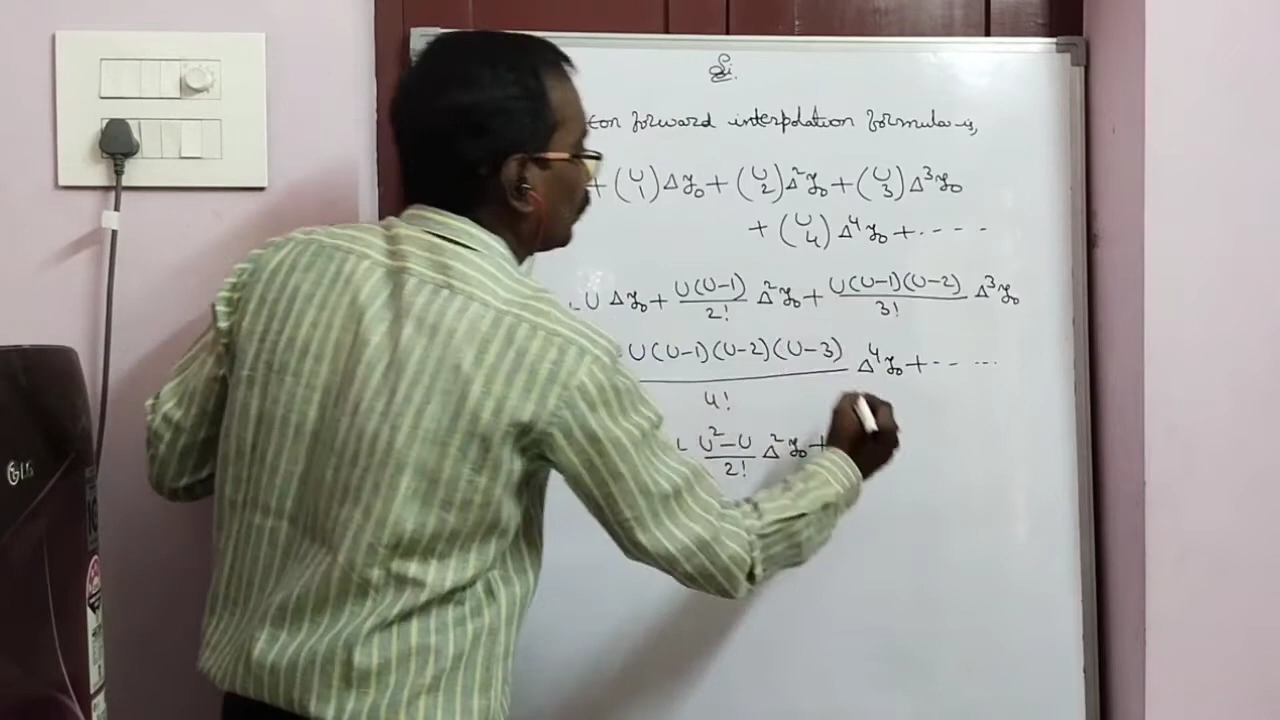 Si.
ton forward interpolation formula is,
+ (U 1) Δy₀ + (U 2) Δ²y₀ + (U 3) Δ³y₀
+ (U 4) Δ⁴y₀ + - - - -
U Δy₀ + U(U-1)/2! Δ²y₀ + U(U-1)(U-2)/3! Δ³y₀
U(U-1)(U-2)(U-3)/4! Δ⁴y₀ + - - - -
U²-U/2! Δ²y₀ +